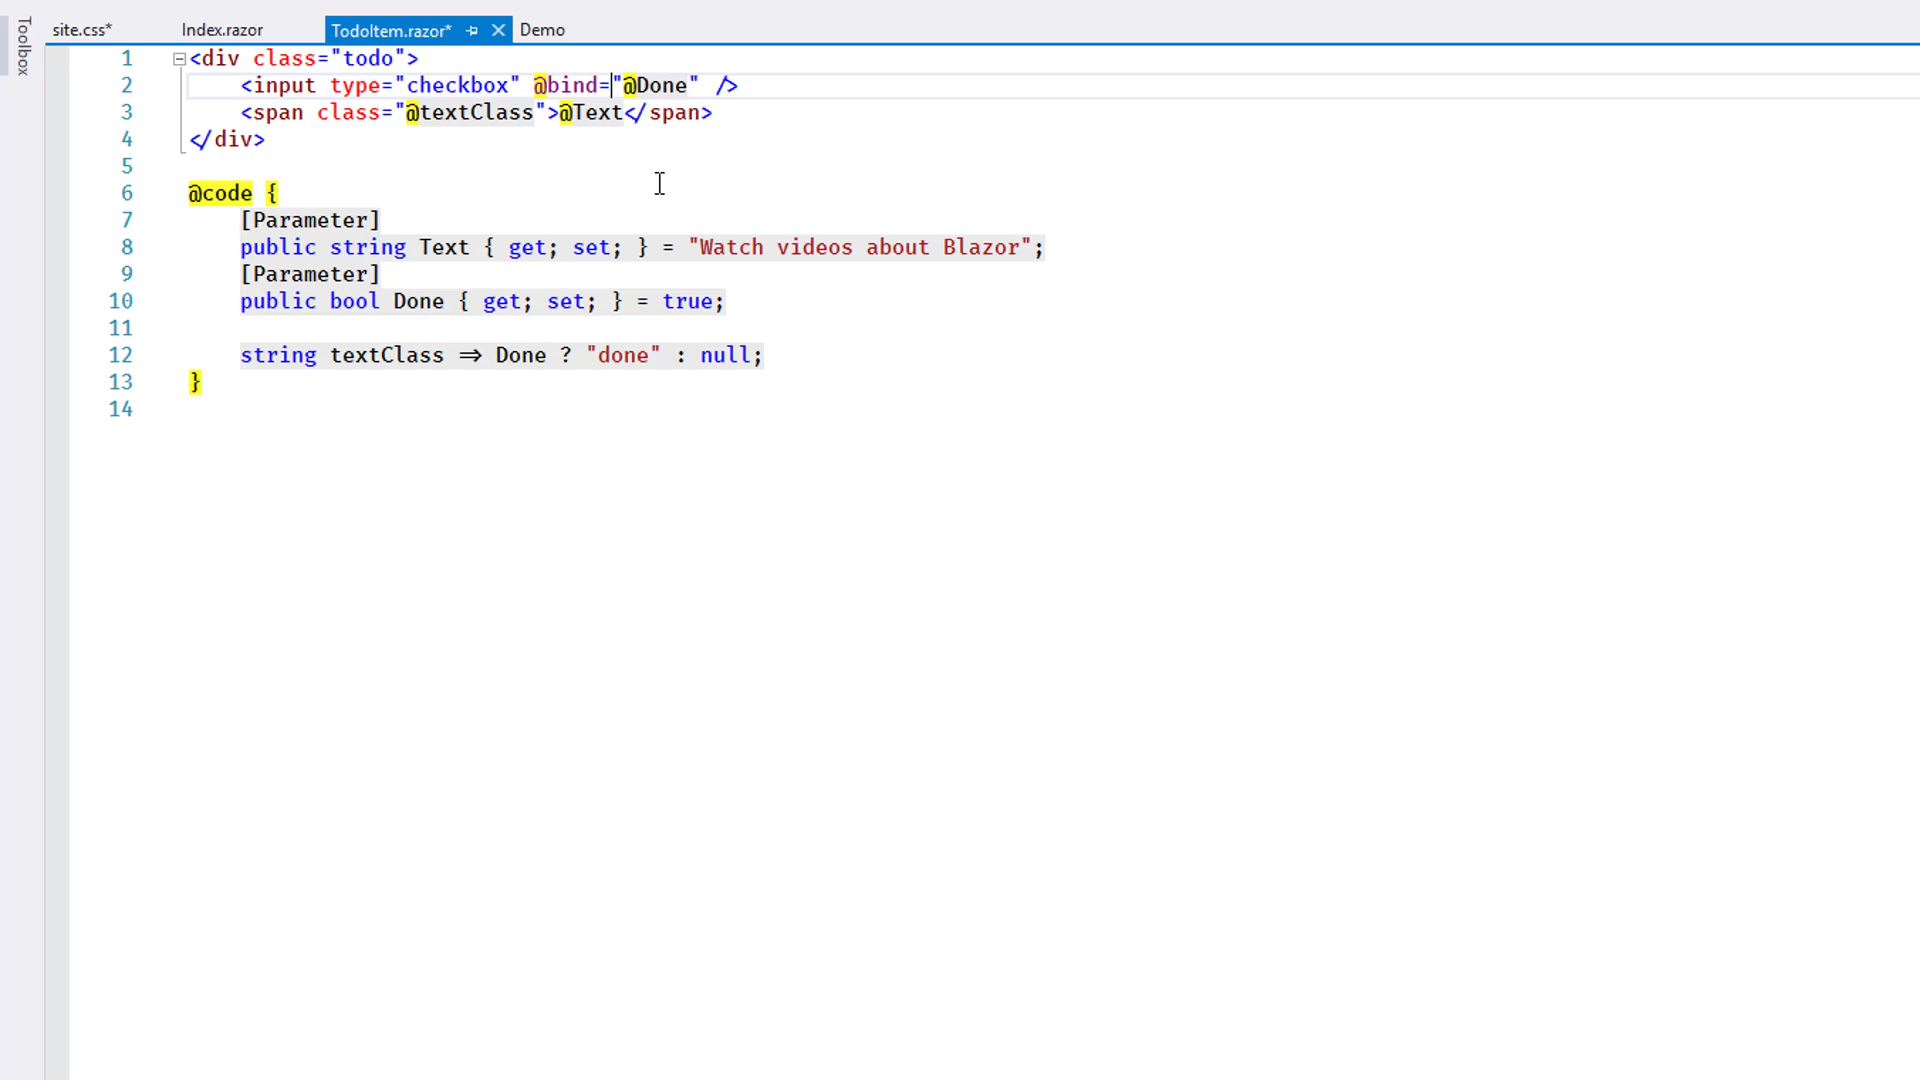 Toolbox
site.css* Index.razor TodoItem.razor* Demo
1 <div class="todo">
2 <input type="checkbox" @bind="@Done" />
3 <span class="@textClass">@Text</span>
4 </div>
5
6 @code {
7 [Parameter]
8 public string Text { get; set; } = "Watch videos about Blazor";
9 [Parameter]
10 public bool Done { get; set; } = true;
11
12 string textClass => Done ? "done" : null;
13 }
14